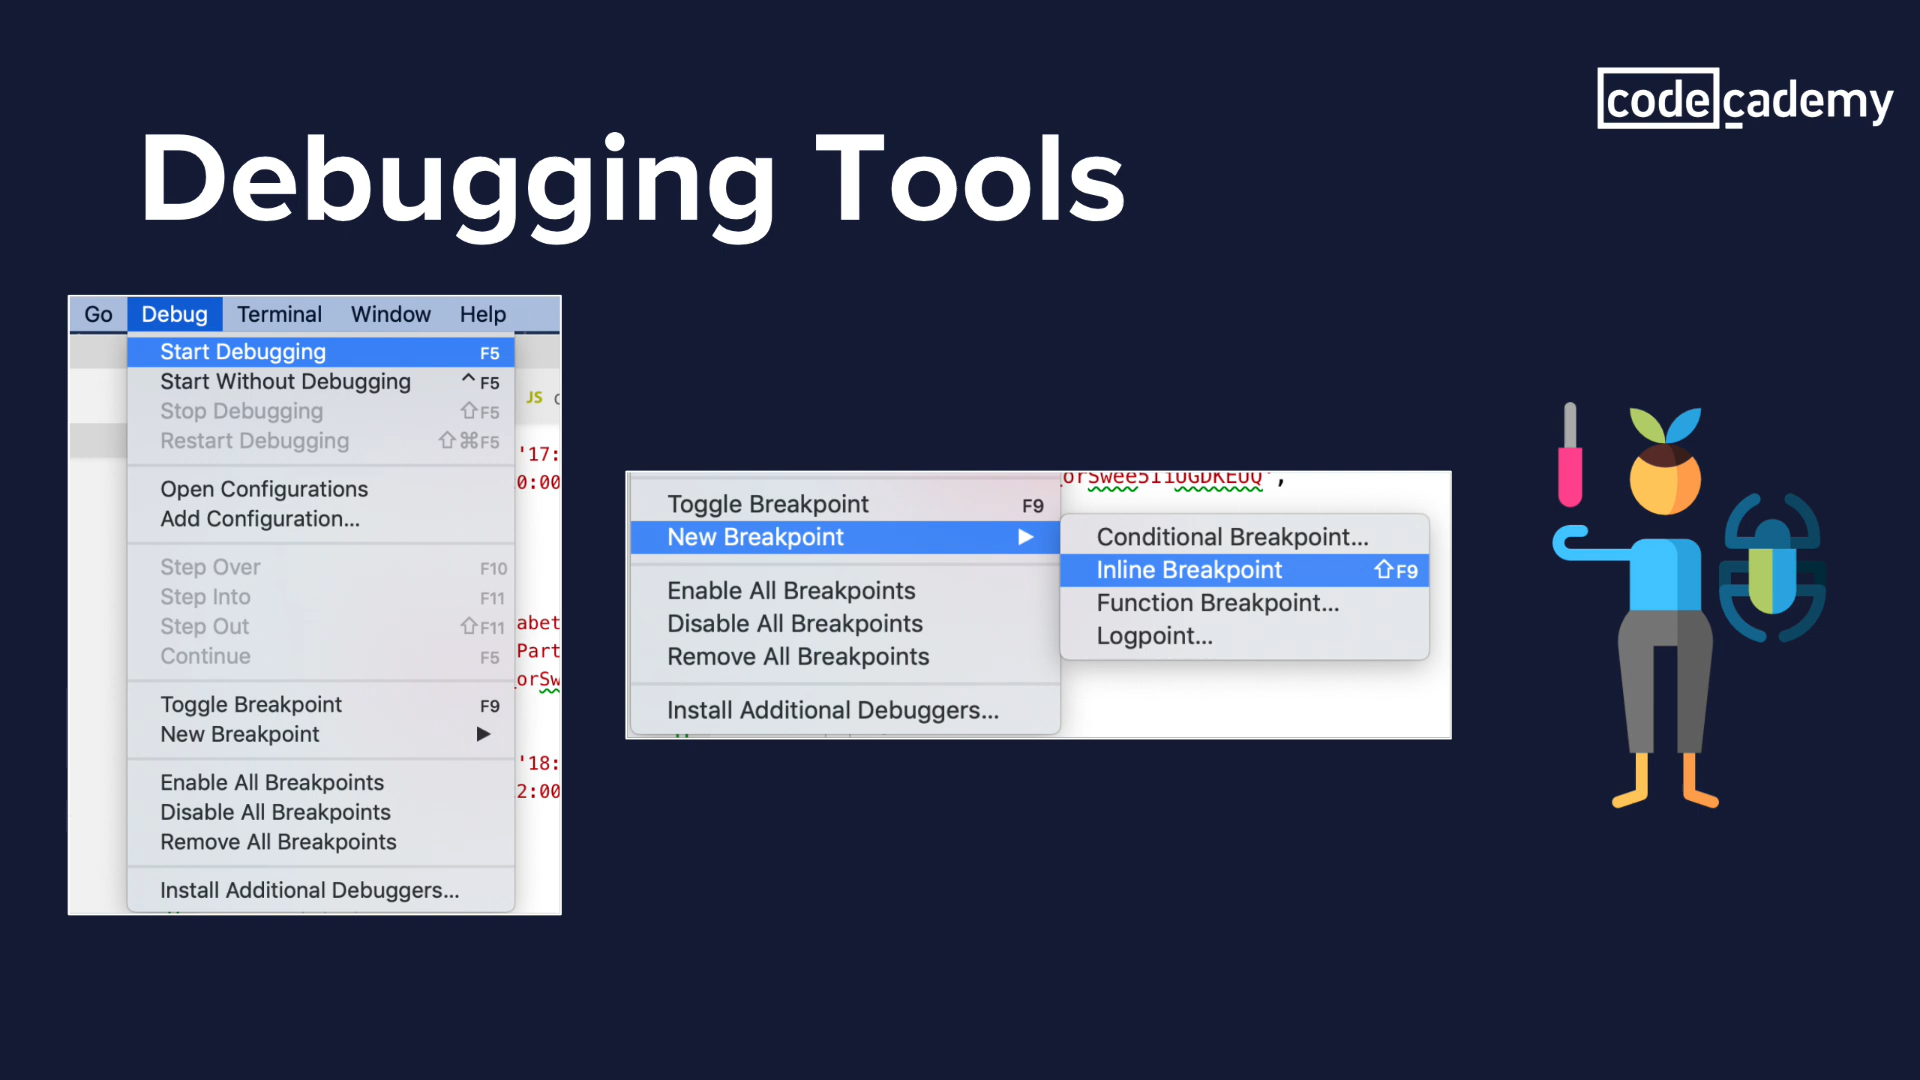 codecademy
Debugging Tools
Go Debug Terminal Window Help
Start Debugging F5
Start Without Debugging ^ F5
Stop Debugging ⇧F5
Restart Debugging ⇧⌘F5
Open Configurations
Add Configuration...
Step Over F10
Step Into F11
Step Out ⇧F11
Continue F5
Toggle Breakpoint F9
New Breakpoint ▶
Enable All Breakpoints
Disable All Breakpoints
Remove All Breakpoints
Install Additional Debuggers...
JS
'17:
0:00
abet
Part
orSw
'18:
2:00
Toggle Breakpoint F9
New Breakpoint ▶
Enable All Breakpoints
Disable All Breakpoints
Remove All Breakpoints
Install Additional Debuggers...
Conditional Breakpoint...
Inline Breakpoint ⇧F9
Function Breakpoint...
Logpoint...